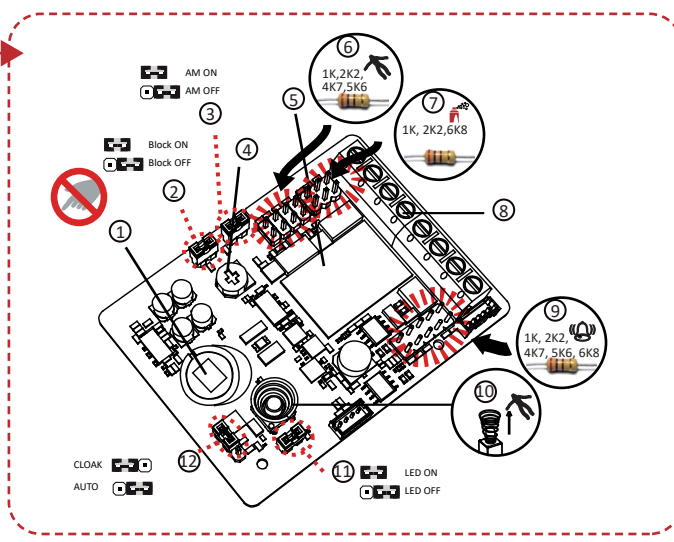 ⑥
1K,2K2,
4K7,5K6
AM ON
AM OFF
⑤
⑦
1K, 2K2,6K8
③
Block ON
Block OFF
④
②
①
⑧
⑨
1K, 2K2,
4K7, 5K6, 6K8
⑩
⑫
⑪
CLOAK
AUTO
LED ON
LED OFF